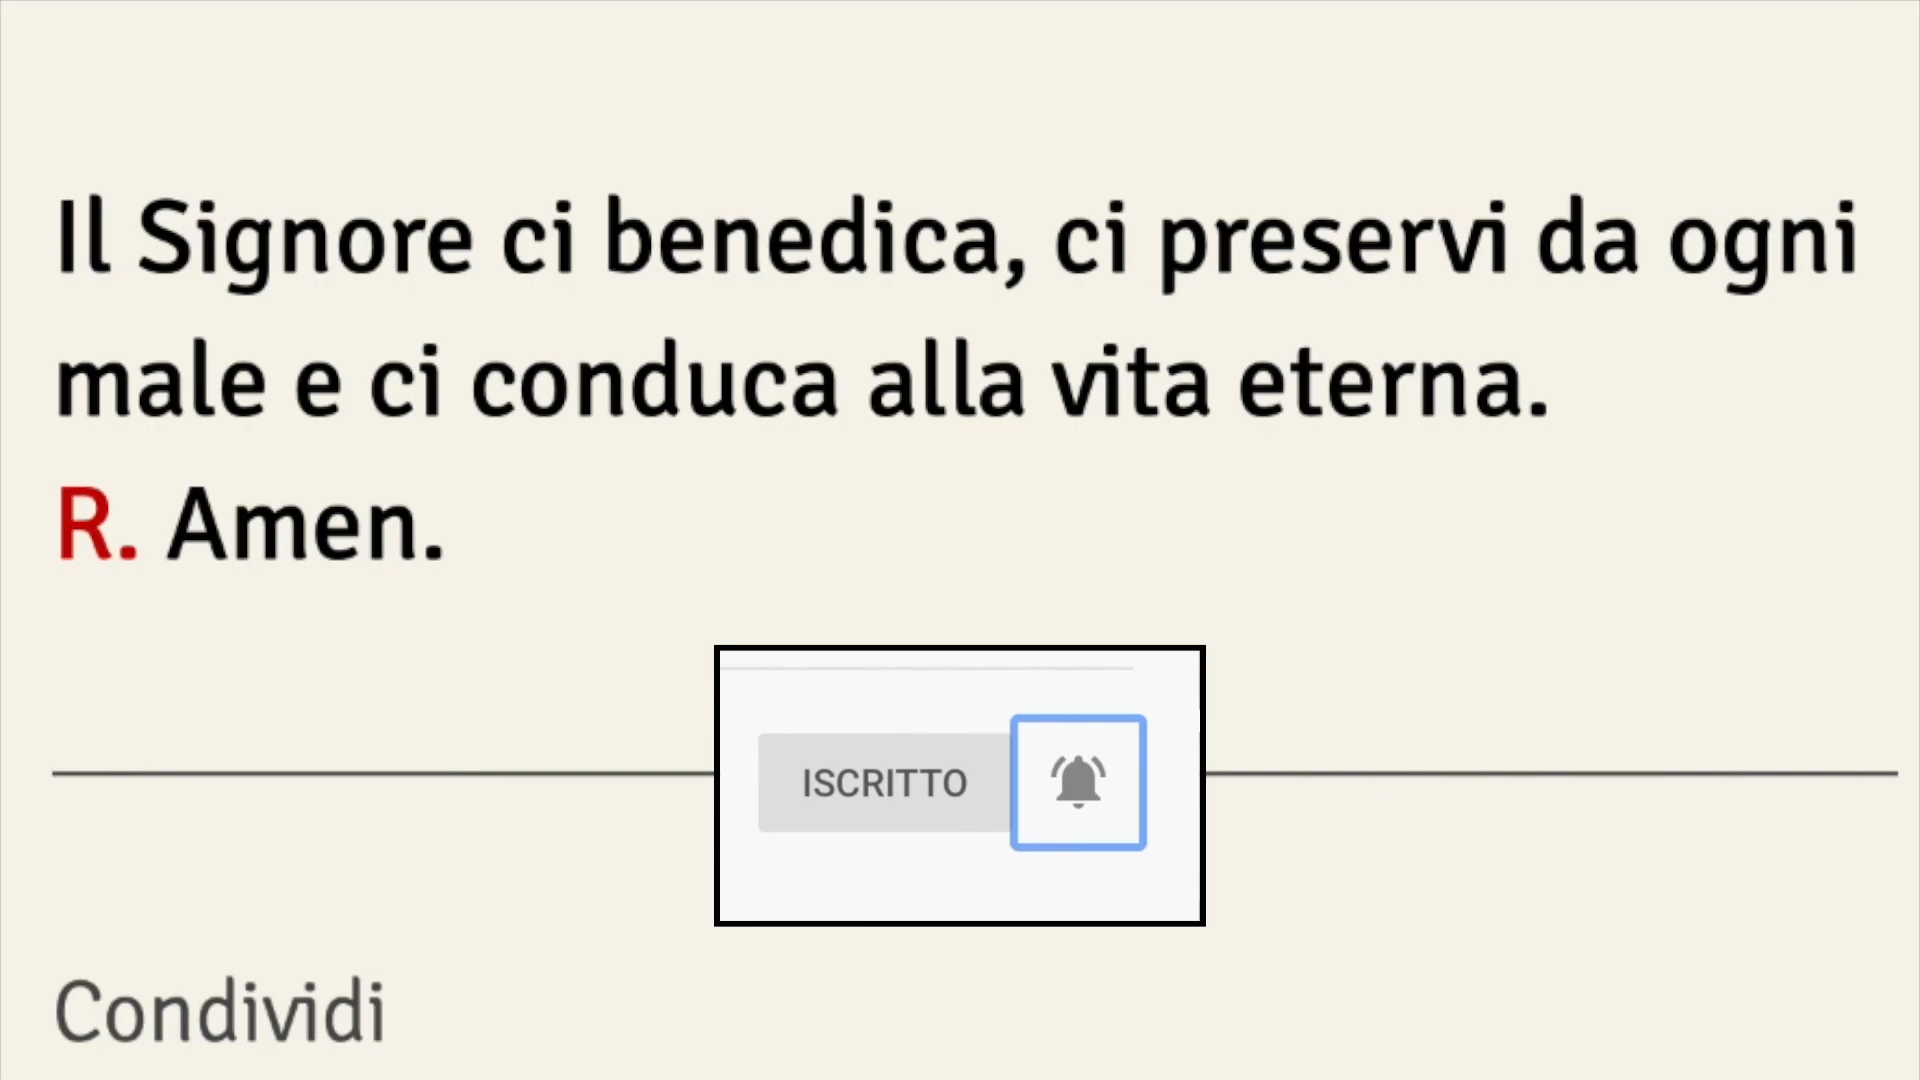 Il Signore ci benedica, ci preservi da ogni
male e ci conduca alla vita eterna.
R. Amen.
ISCRITTO
Condividi